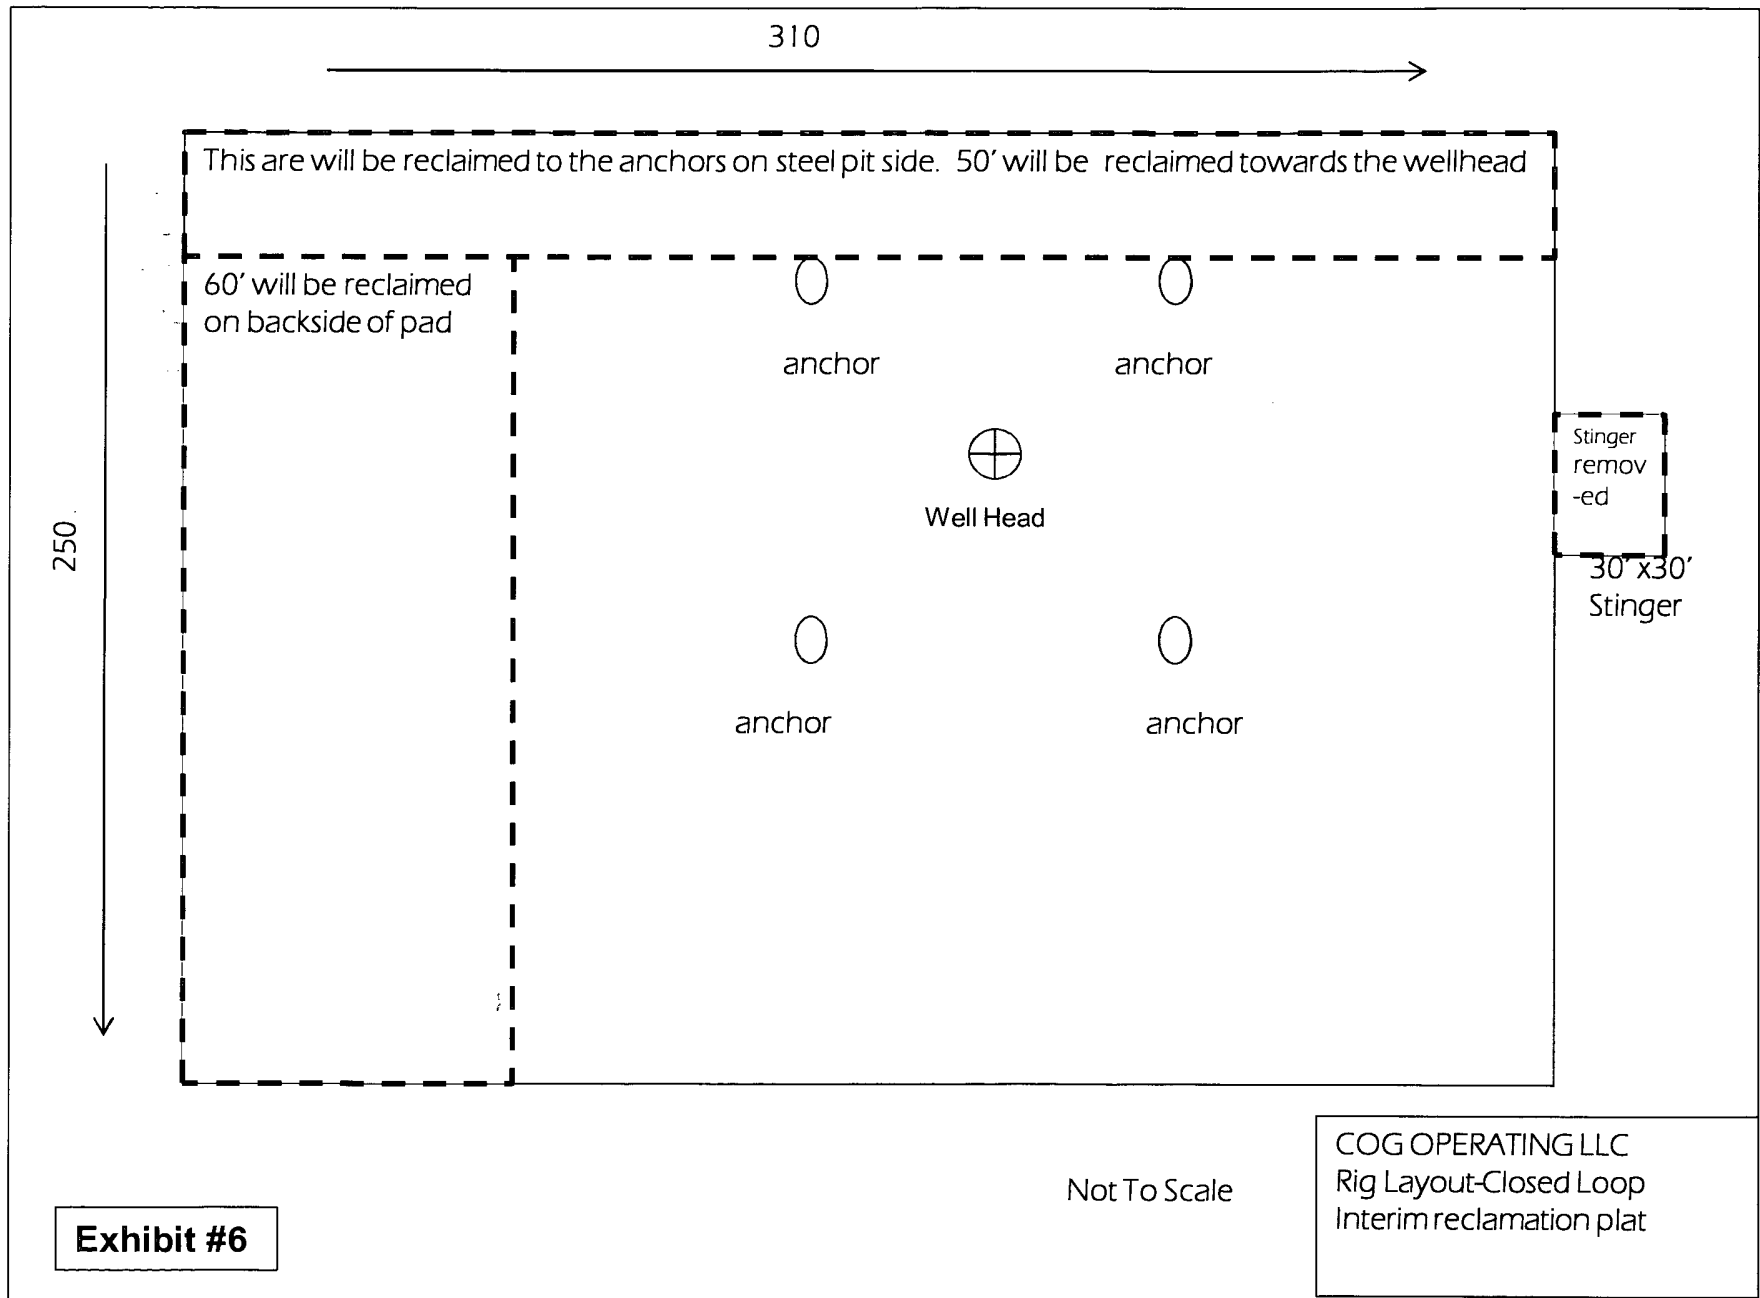 310
This are will be reclaimed to the anchors on steel pit side. 50' will be reclaimed towards the wellhead
60' will be reclaimed
on backside of pad
anchor
anchor
Stinger
remov
-ed
Well Head
250
30' x30'
Stinger
anchor
anchor
Not To Scale
COG OPERATING LLC
Rig Layout-Closed Loop
Interim reclamation plat
Exhibit #6